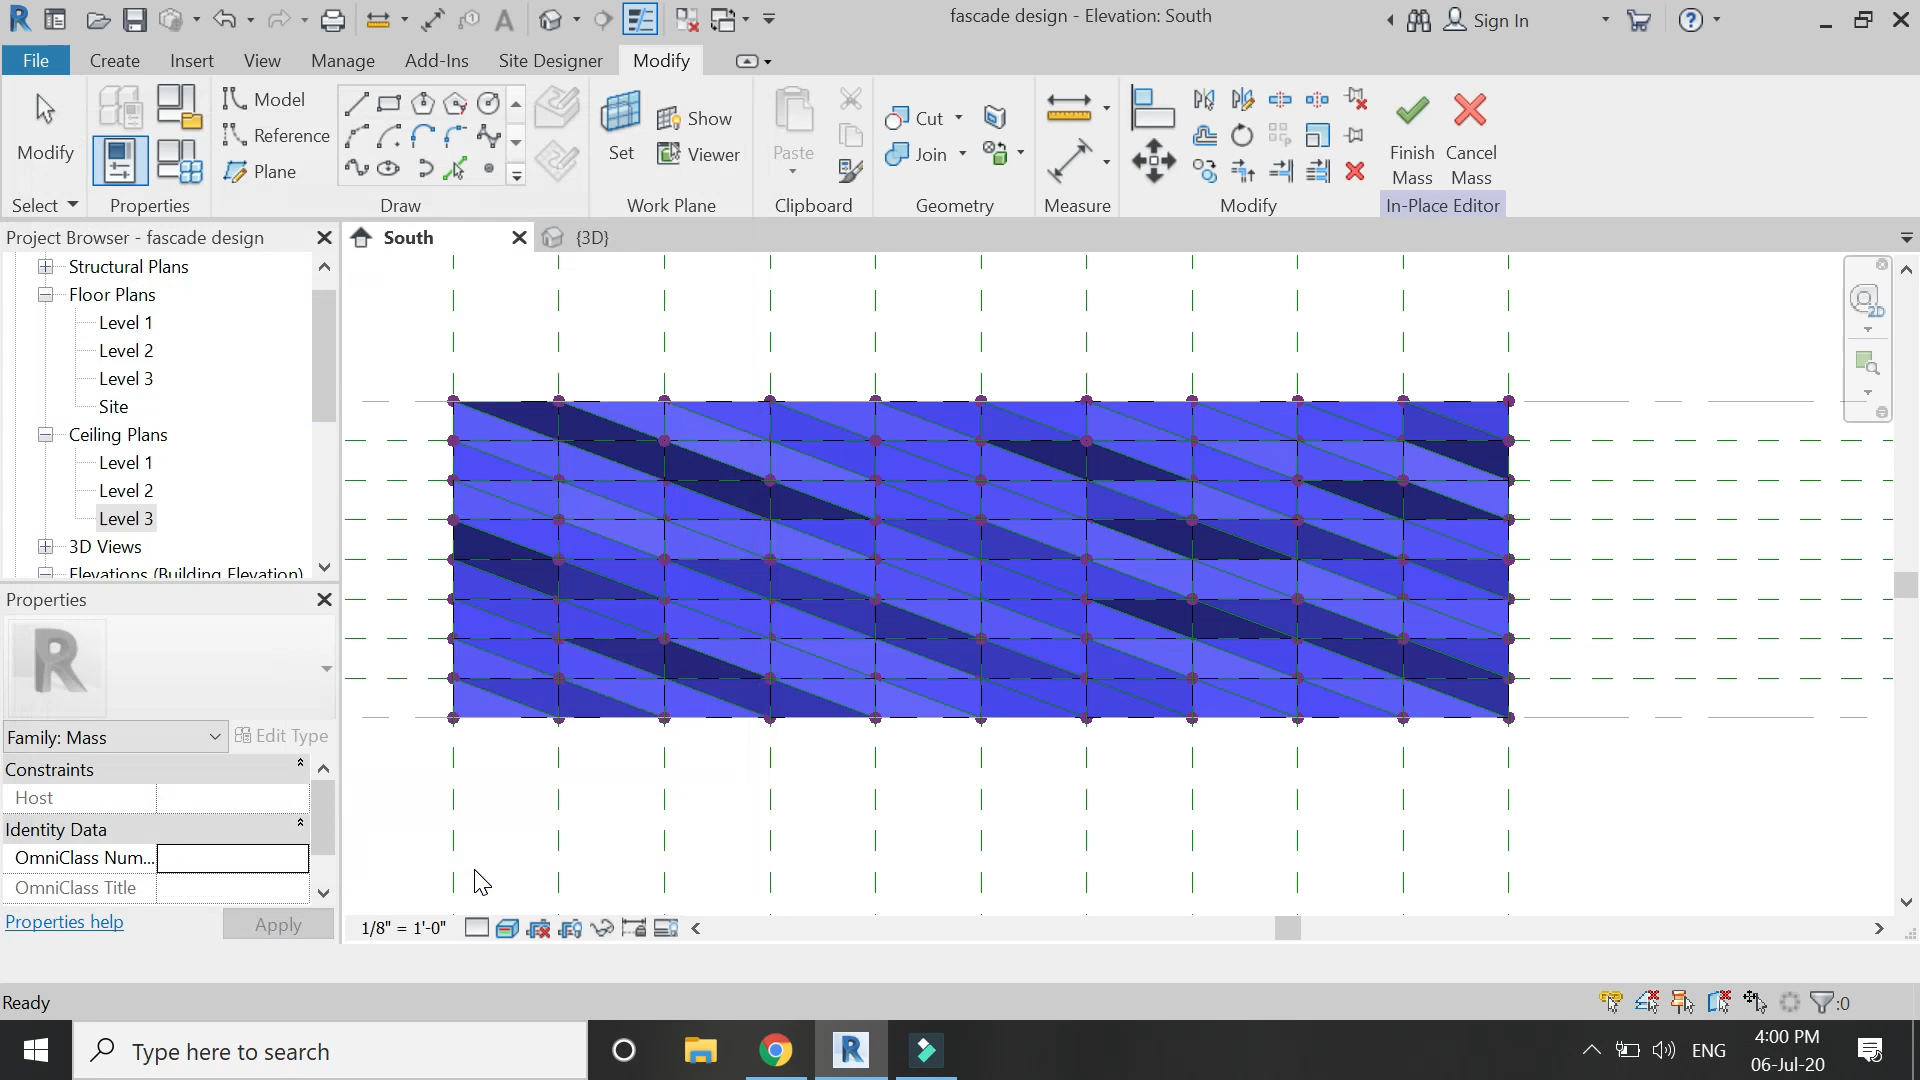 fascade design - Elevation: South
Sign In
File
Create
Insert
View
Manage
Add-Ins
Site Designer
Modify
Modify
Select
Properties
Model
Reference
Plane
Draw
Set
Show
Viewer
Work Plane
Paste
Clipboard
Cut
Join
Geometry
Measure
Modify
Finish
Mass
Cancel
Mass
In-Place Editor
Project Browser - fascade design
South
{3D}
Structural Plans
Floor Plans
Level 1
Level 2
Level 3
Site
Ceiling Plans
Level 1
Level 2
Level 3
3D Views
Elevations (Building Elevation)
2D
Properties
R
Family: Mass
Edit Type
Constraints
Host
Identity Data
OmniClass Num...
OmniClass Title
Properties help
Apply
1/8" = 1'-0"
Ready
:0
Type here to search
ENG
4:00 PM
06-Jul-20